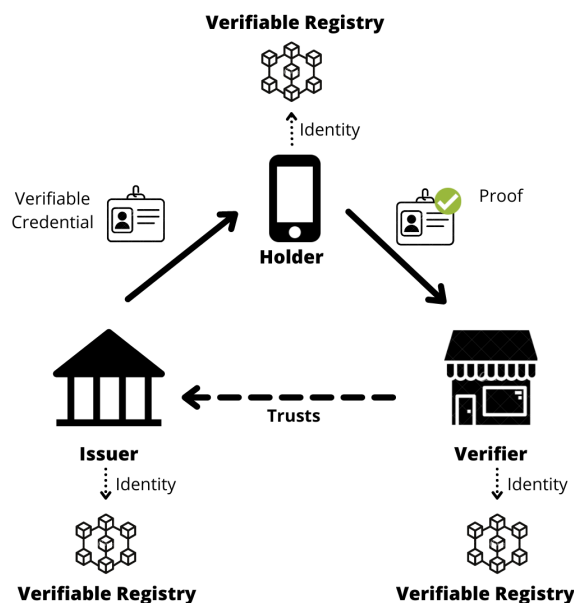 Verifiable Registry
Identity
Verifiable
Credential
Proof
Holder
Trusts
Issuer
Verifier
Identity
Identity
Verifiable Registry
Verifiable Registry